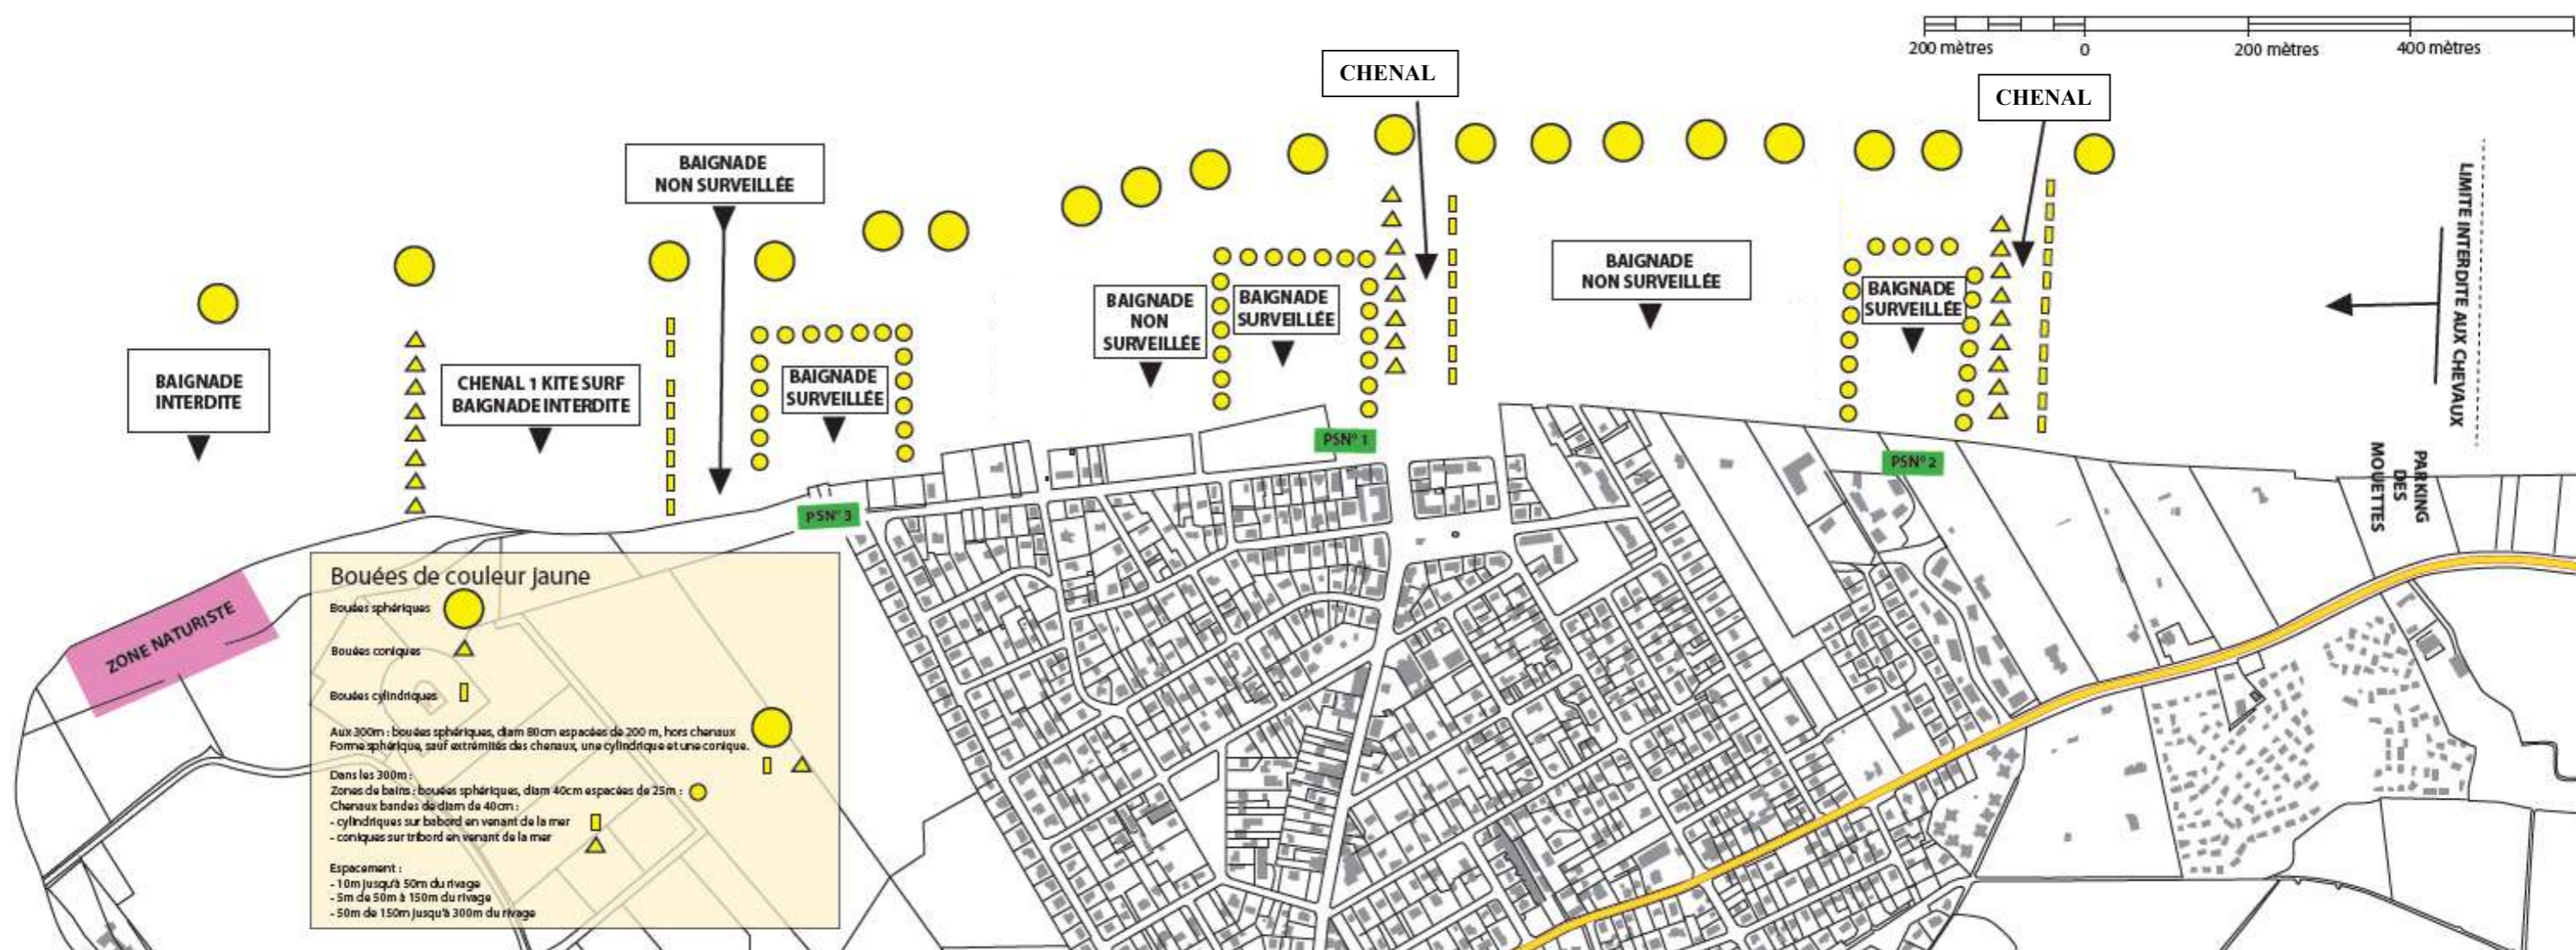 200 mètres
0
200 mètres
400 mètres
CHENAL
CHENAL
BAIGNADE
NON SURVEILLÉE
BAIGNADE
INTERDITE
CHENAL 1 KITE SURF
BAIGNADE INTERDITE
BAIGNADE
SURVEILLÉE
BAIGNADE
NON
SURVEILLÉE
BAIGNADE
SURVEILLÉE
BAIGNADE
NON SURVEILLÉE
BAIGNADE
SURVEILLÉE
LIMITE INTERDITE AUX CHEVAUX
PARKING
DES
MOUETTES
PSN° 1
PSN° 2
PSN° 3
ZONE NATURISTE
Bouées de couleur jaune
Bouées sphériques
Bouées coniques
Bouées cylindriques
Aux 300m : bouées sphériques, diam 80cm espacées de 200 m, hors chenaux
Forme sphérique, sauf extrémités des chenaux, une cylindrique et une conique.
Dans les 300m :
Zones de bains : bouées sphériques, diam 40cm espacées de 25m :
Chenaux bandes de diam de 40cm :
- cylindriques sur babord en venant de la mer
- coniques sur tribord en venant de la mer
Espacement :
- 10m jusqu'à 50m du rivage
- 5m de 50m à 150m du rivage
- 50m de 150m jusqu'à 300m du rivage